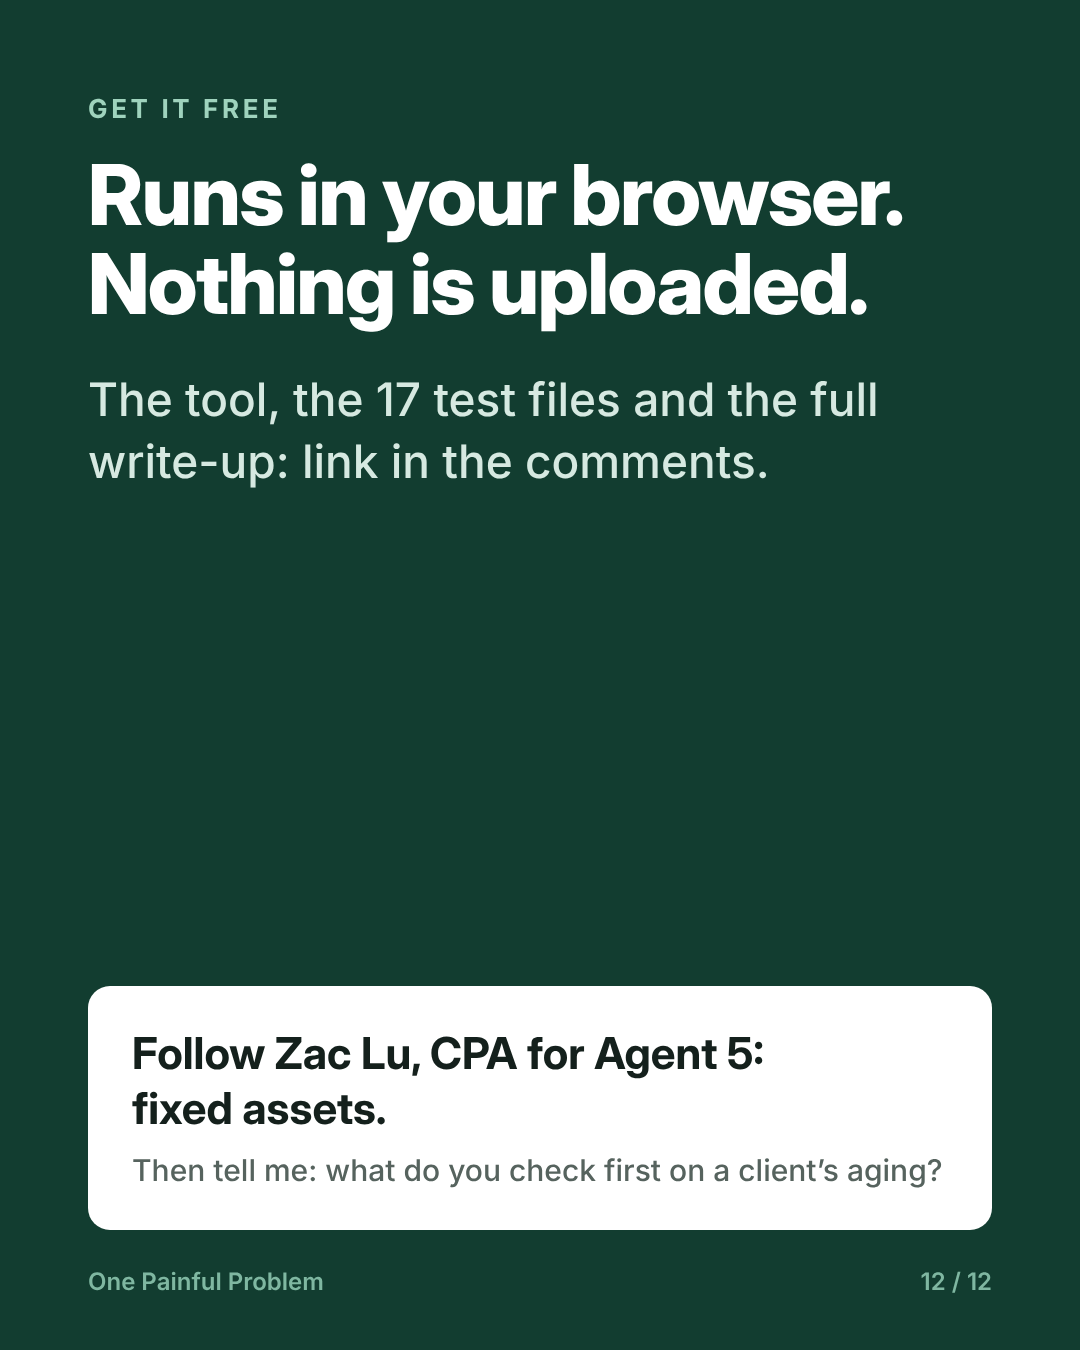 GET IT FREE
Runs in your browser.
Nothing is uploaded.
The tool, the 17 test files and the full
write-up: link in the comments.
Follow Zac Lu, CPA for Agent 5:
fixed assets.
Then tell me: what do you check first on a client’s aging?
One Painful Problem
12 / 12